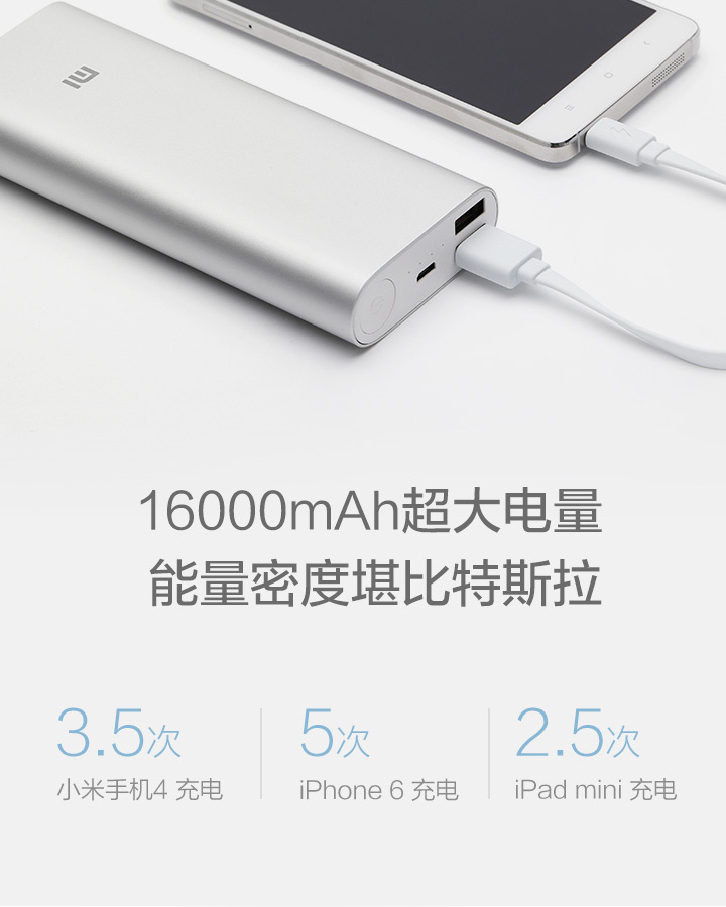 MI
16000mAh超大电量
能量密度堪比特斯拉
3.5次
5次
2.5次
小米手机4 充电
iPhone 6 充电
iPad mini 充电